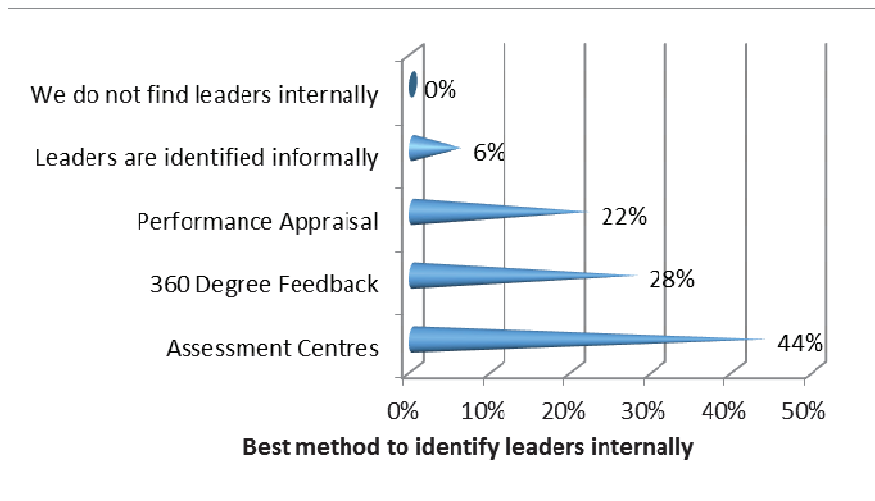 We do not find leaders internally 0%
Leaders are identified informally 6%
Performance Appraisal 22%
360 Degree Feedback 28%
Assessment Centres 44%
0% 10% 20% 30% 40% 50%
Best method to identify leaders internally